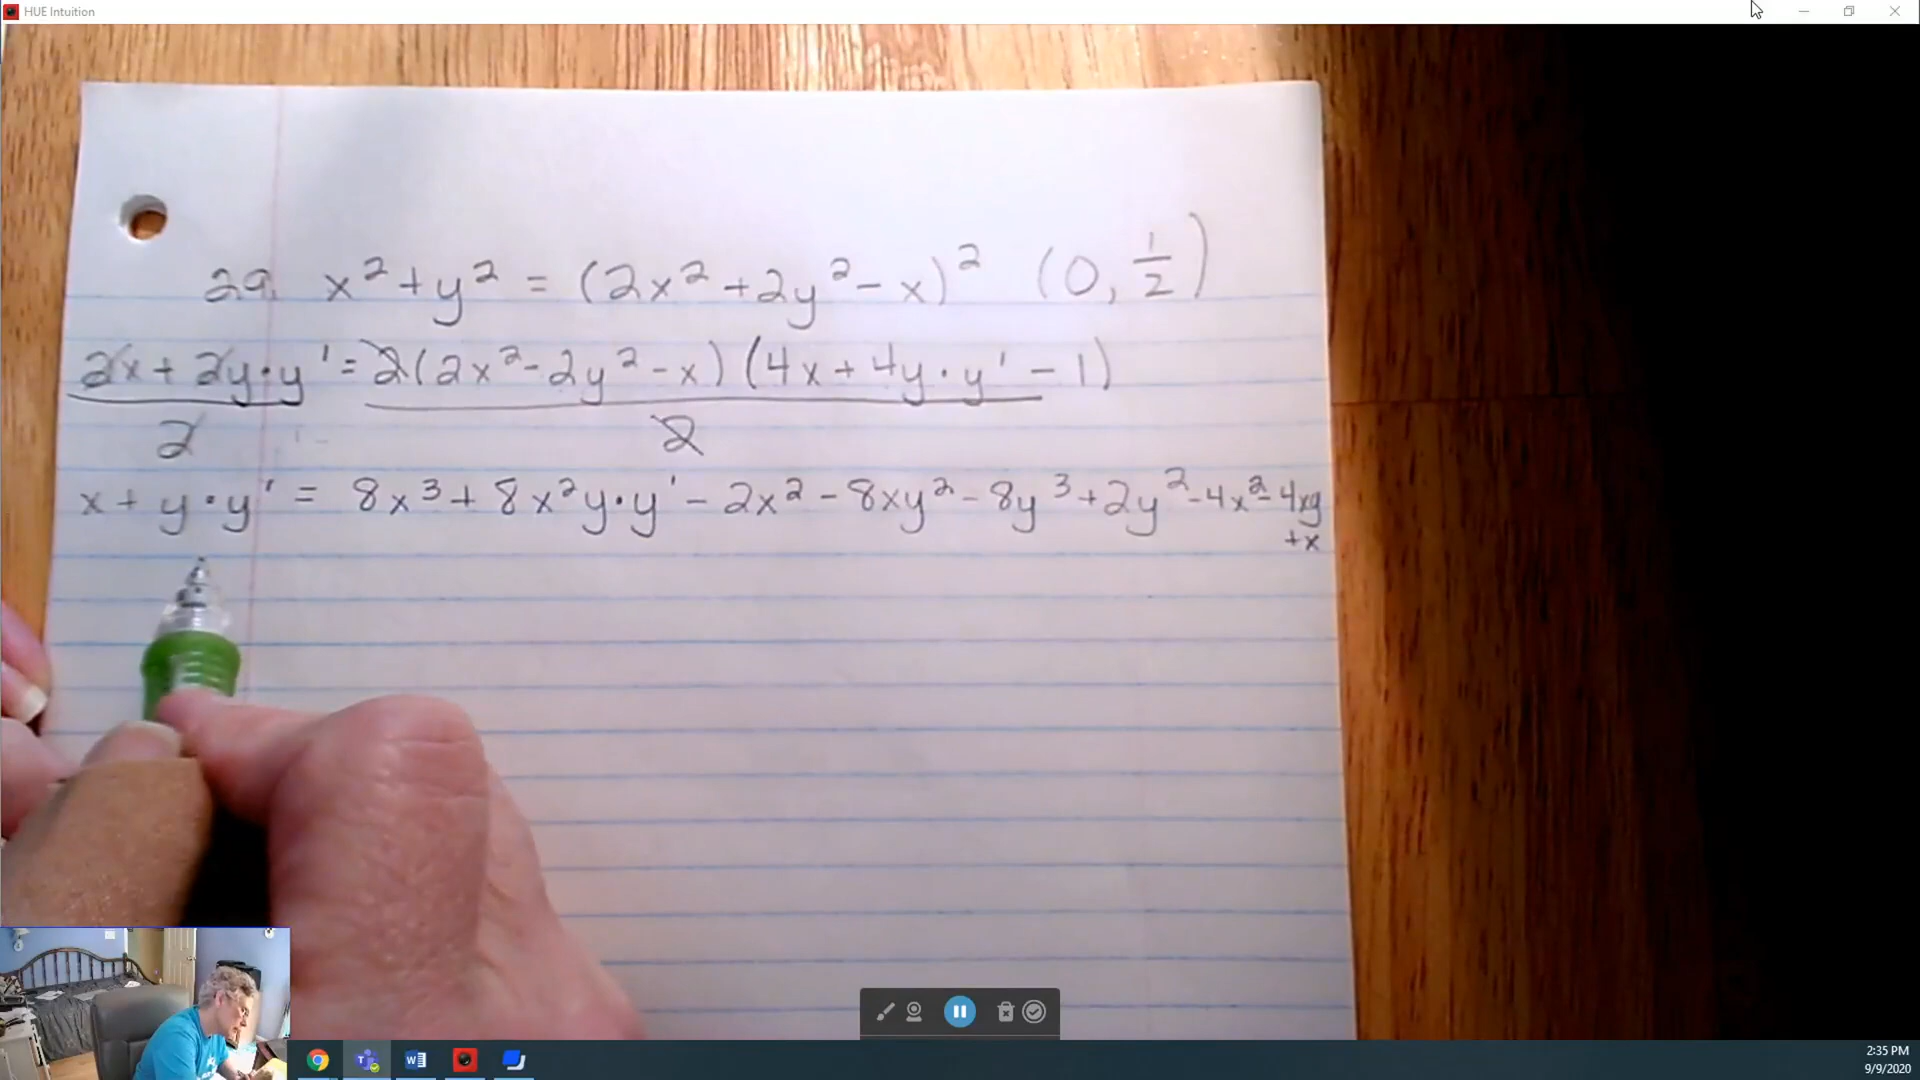 HUE Intuition
29. x² + y² = (2x² + 2y² - x)² (0, 1/2)
2x + 2y·y' = 2(2x² - 2y² - x)(4x + 4y·y' - 1)
2 2
x + y·y' = 8x³ + 8x²y·y' - 2x² - 8xy² - 8y³ + 2y² - 4x² - 4xy
+x
2:35 PM
9/9/2020